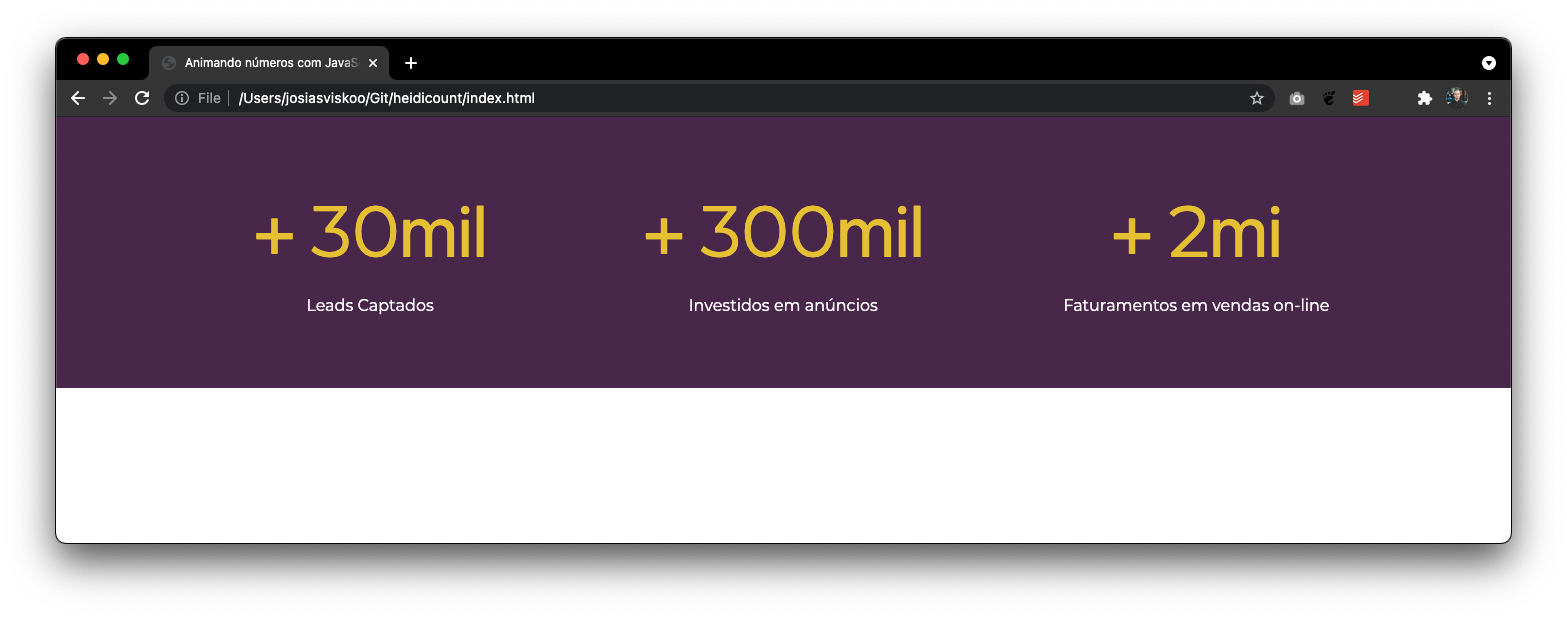 Animando números com JavaS
File /Users/josiasviskoo/Git/heidicount/index.html
+ 30mil + 300mil + 2mi
Leads Captados Investidos em anúncios Faturamentos em vendas on-line